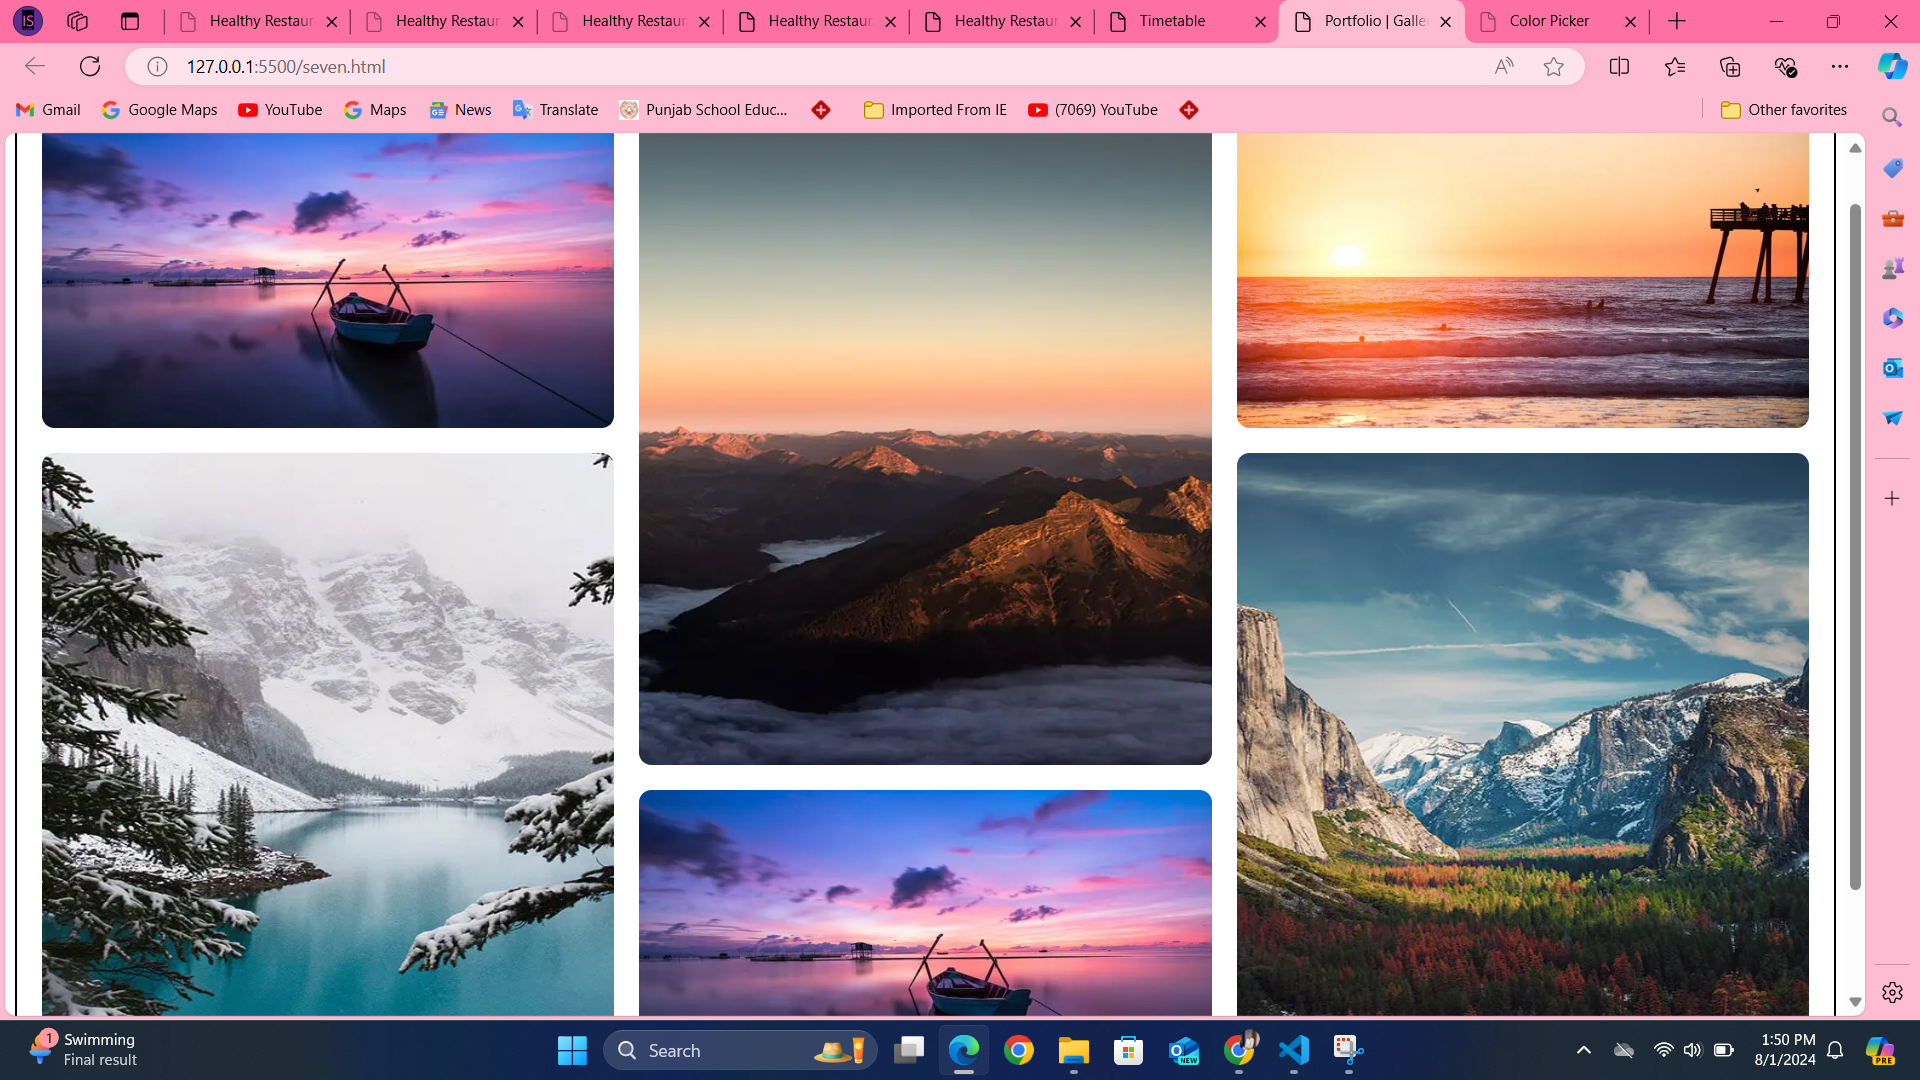 Healthy Restaur
Healthy Restaur
Healthy Restaur
Healthy Restaur
Healthy Restaur
Timetable
Portfolio | Galle
Color Picker
127.0.0.1:5500/seven.html
Gmail
Google Maps
YouTube
Maps
News
Translate
Punjab School Educ...
Imported From IE
(7069) YouTube
Other favorites
1
Swimming
Final result
Search
NEW
1:50 PM
8/1/2024
PRE